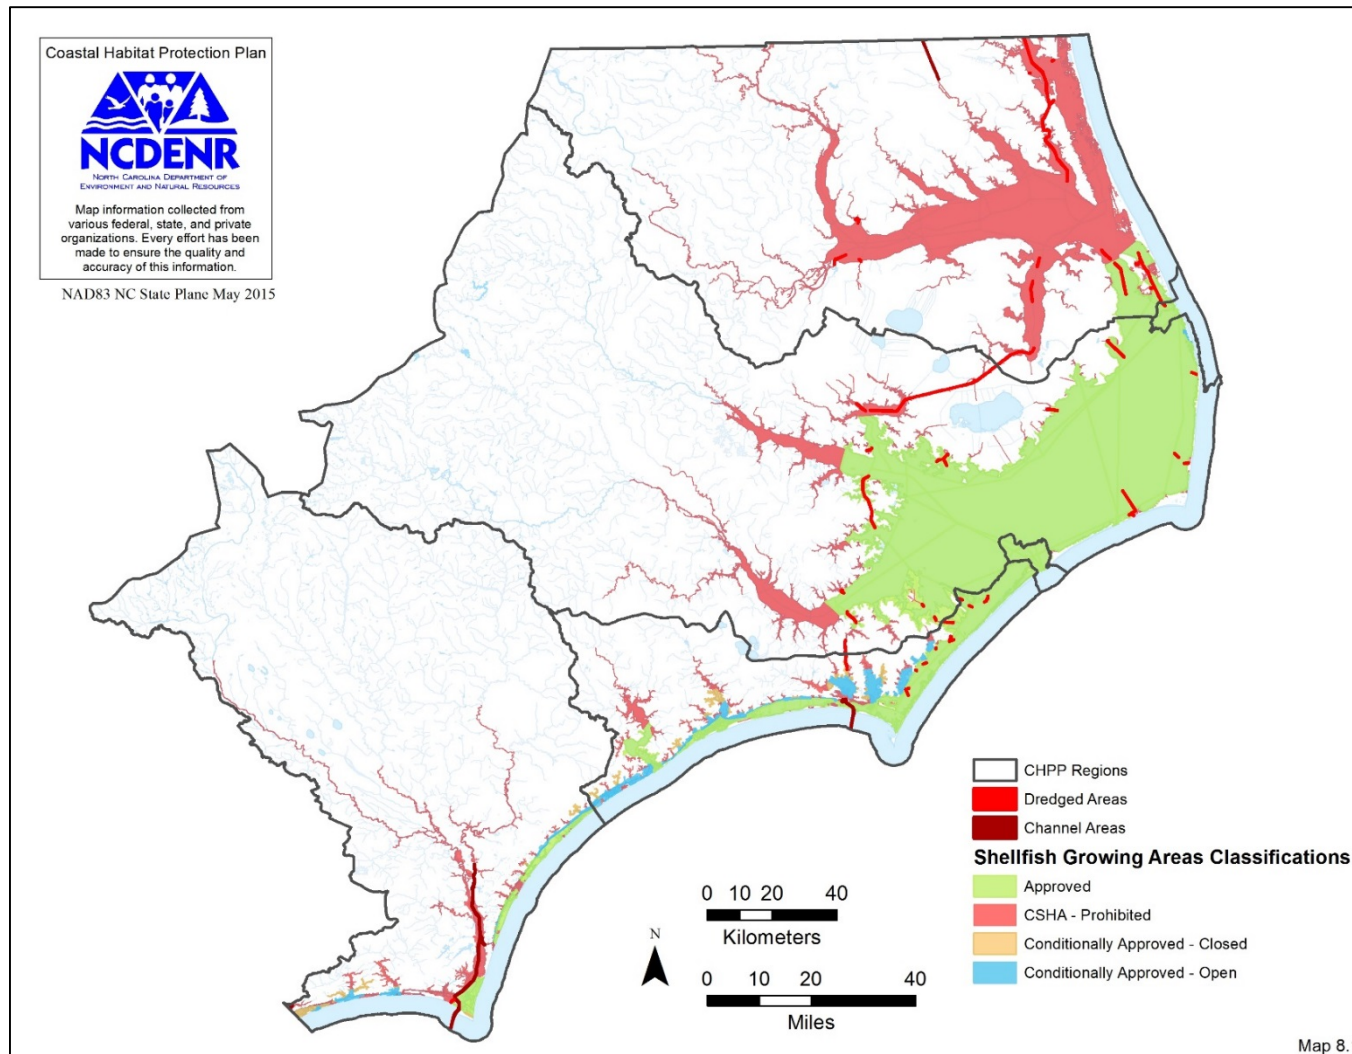 Coastal Habitat Protection Plan
NCDENR
NORTH CAROLINA DEPARTMENT OF
ENVIRONMENT AND NATURAL RESOURCES
Map information collected from
various federal, state, and private
organizations. Every effort has been
made to ensure the quality and
accuracy of this information.
NAD83 NC State Plane May 2015
CHPP Regions
Dredged Areas
Channel Areas
Shellfish Growing Areas Classifications
Approved
CSHA - Prohibited
Conditionally Approved - Closed
Conditionally Approved - Open
0 10 20 40
Kilometers
N
0 10 20 40
Miles
Map 8.